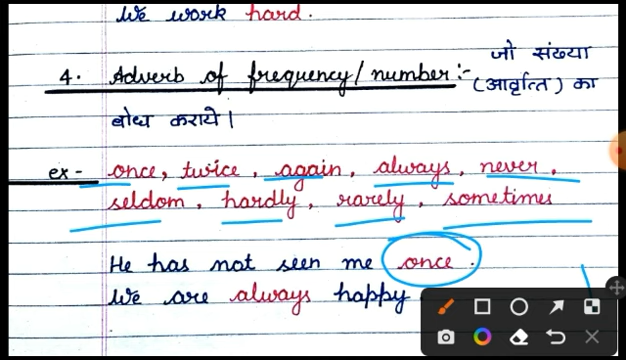 We work hard.
4. Adverb of frequency/number :- जो संख्या
(आवृत्ति) का
बोध कराये।
ex- once, twice, again, always, never,
seldom, hardly, rarely, sometimes
He has not seen me once.
We are always happy